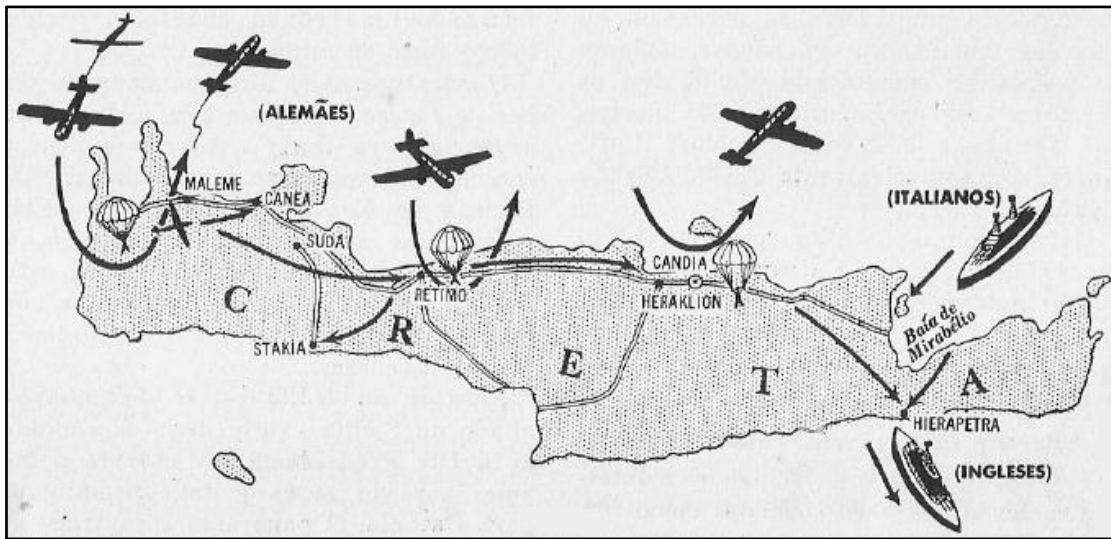 (ALEMÃES)
MALEME
CANEA
SUDA
(ITALIANOS)
CANDIA
RETIMO
HERAKLION
STAKIA
Baía de
Mirabélio
C R E T A
HIERAPETRA
(INGLESES)